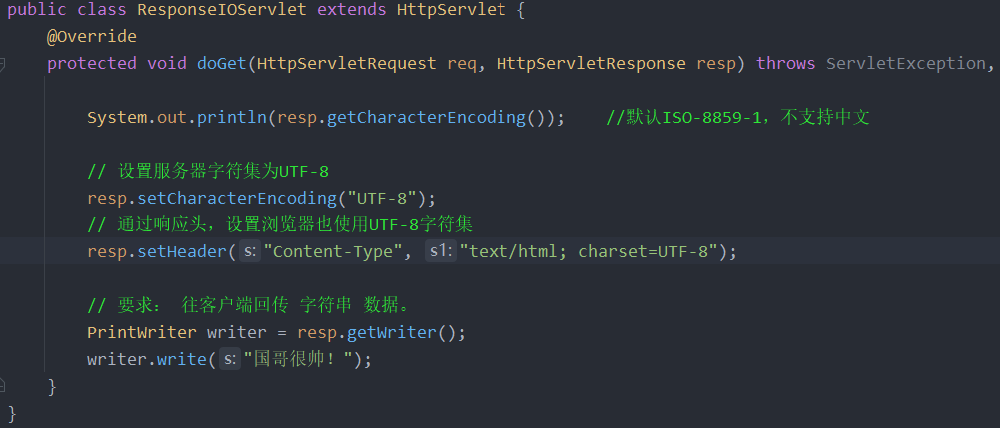 public class ResponseIOServlet extends HttpServlet {
@Override
protected void doGet(HttpServletRequest req, HttpServletResponse resp) throws ServletException,
System.out.println(resp.getCharacterEncoding()); //默认ISO-8859-1，不支持中文
// 设置服务器字符集为UTF-8
resp.setCharacterEncoding("UTF-8");
// 通过响应头，设置浏览器也使用UTF-8字符集
resp.setHeader( s: "Content-Type", s1: "text/html; charset=UTF-8");
// 要求： 往客户端回传 字符串 数据。
PrintWriter writer = resp.getWriter();
writer.write( s: "国哥很帅！");
}
}